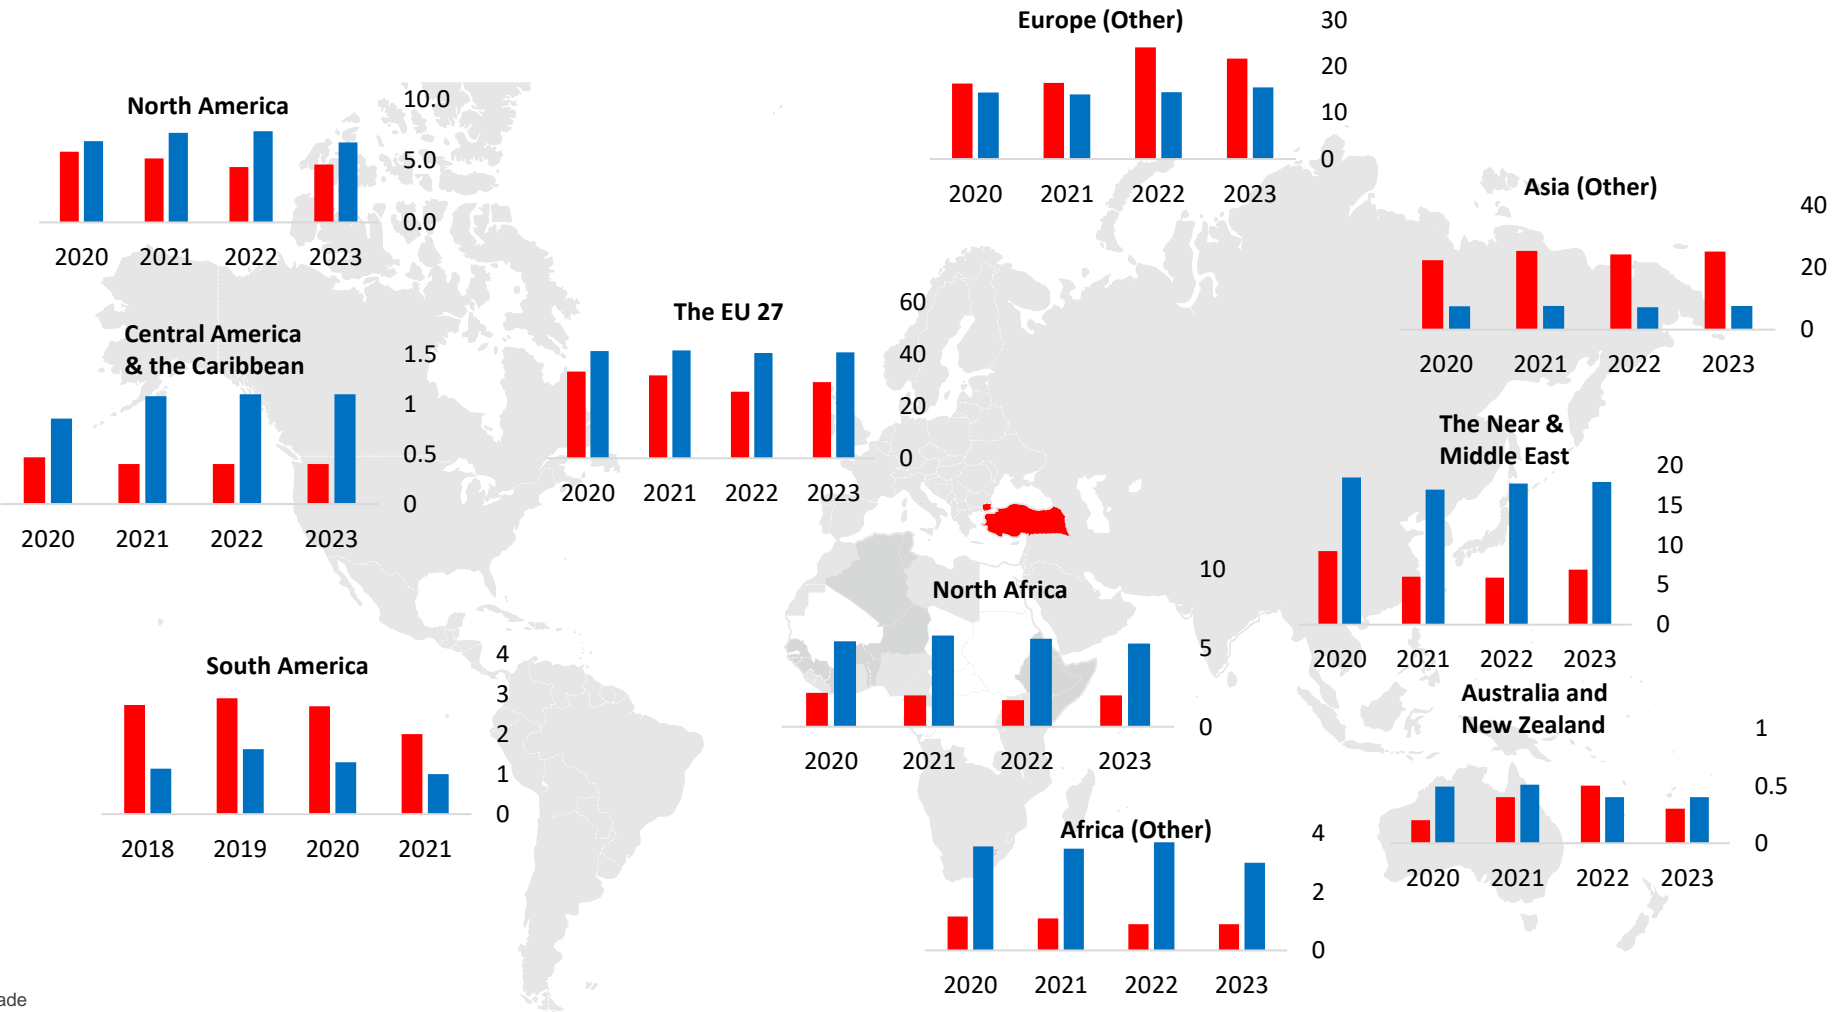 Europe (Other)
30
20
10
0
2020 2021 2022 2023
North America
10.0
5.0
0.0
2020 2021 2022 2023
Asia (Other)
40
20
0
2020 2021 2022 2023
The EU 27
60
40
20
0
2020 2021 2022 2023
Central America
& the Caribbean
1.5
1
0.5
0
2020 2021 2022 2023
The Near &
Middle East
20
15
10
5
0
2020 2021 2022 2023
North Africa
10
5
0
2020 2021 2022 2023
South America
4
3
2
1
0
2018 2019 2020 2021
Australia and
New Zealand
1
0.5
0
2020 2021 2022 2023
Africa (Other)
4
2
0
2020 2021 2022 2023
ade